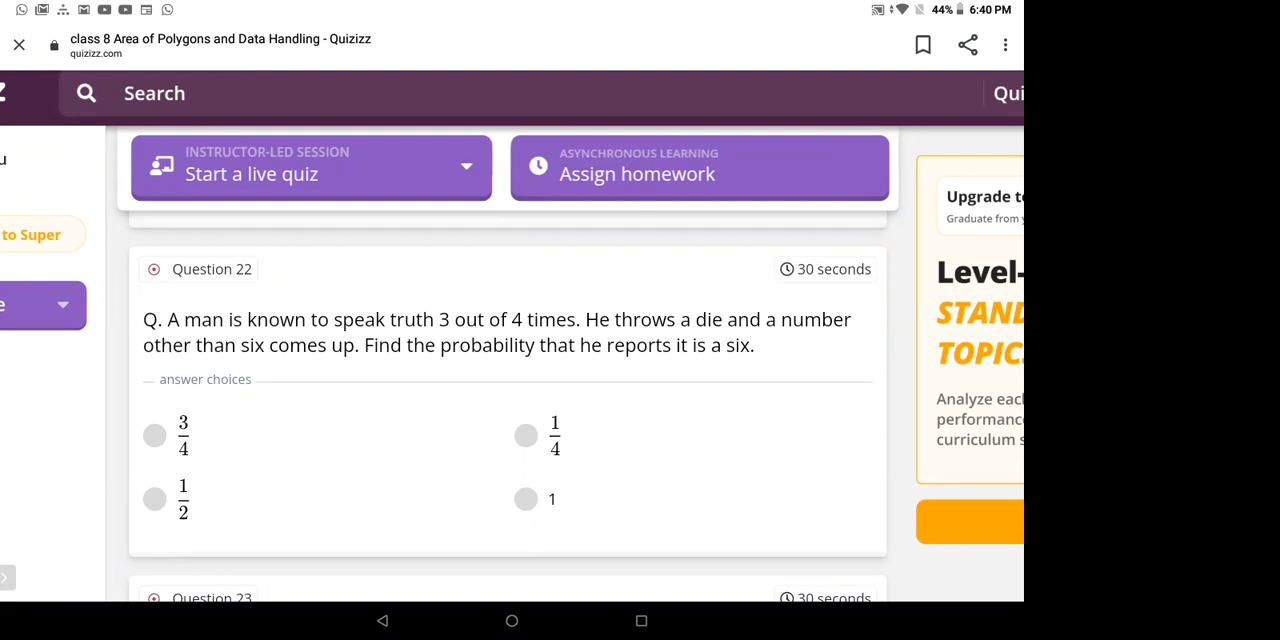 44% 6:40 PM
class 8 Area of Polygons and Data Handling - Quizizz
quizizz.com
Search
Qui
INSTRUCTOR-LED SESSION
Start a live quiz
ASYNCHRONOUS LEARNING
Assign homework
u
to Super
e
Upgrade to
Graduate from y
Level-
STAND
TOPIC
Analyze each
performance
curriculum s
Question 22
30 seconds
Q. A man is known to speak truth 3 out of 4 times. He throws a die and a number
other than six comes up. Find the probability that he reports it is a six.
answer choices
3/4
1/4
1/2
1
Question 23
30 seconds